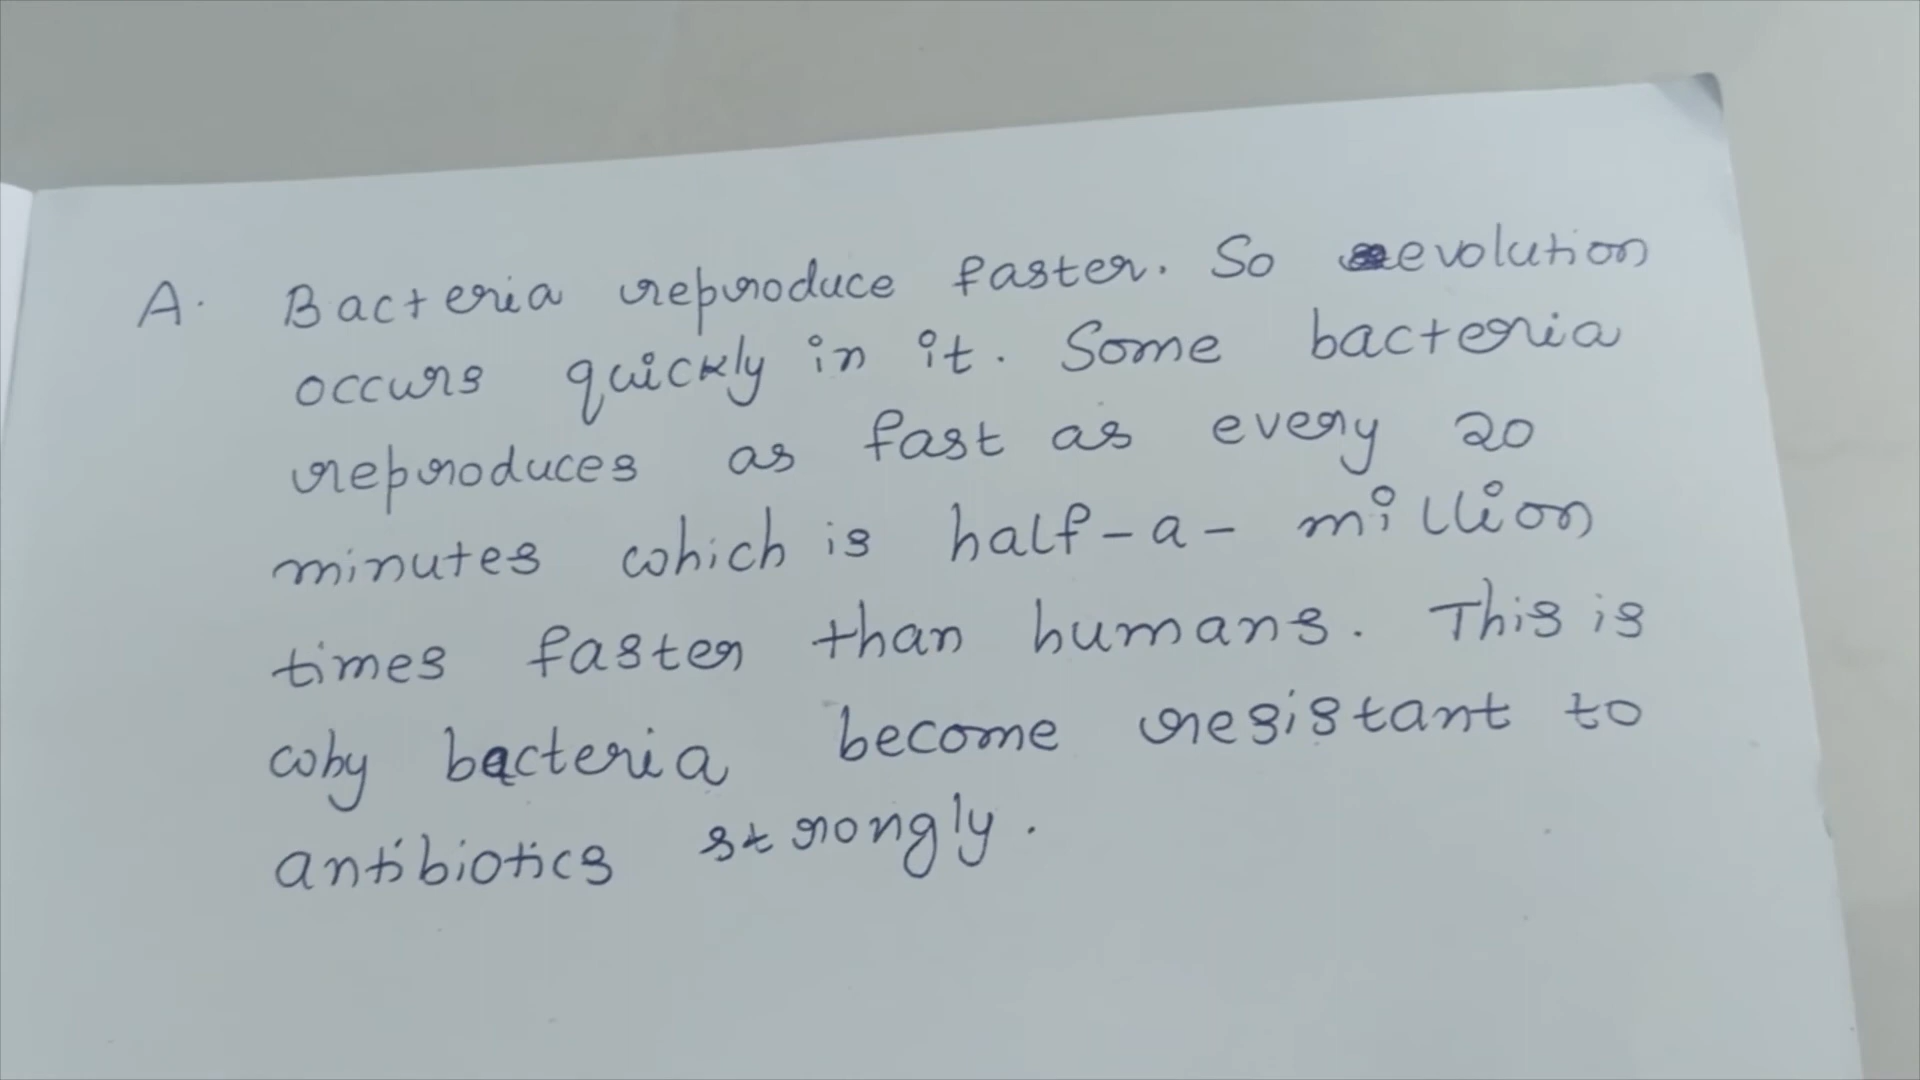 A. Bacteria reproduce faster. So evolution
occurs quickly in it. Some bacteria
reproduces as fast as every 20
minutes which is half-a-million
times faster than humans. This is
why bacteria become resistant to
antibiotics strongly.